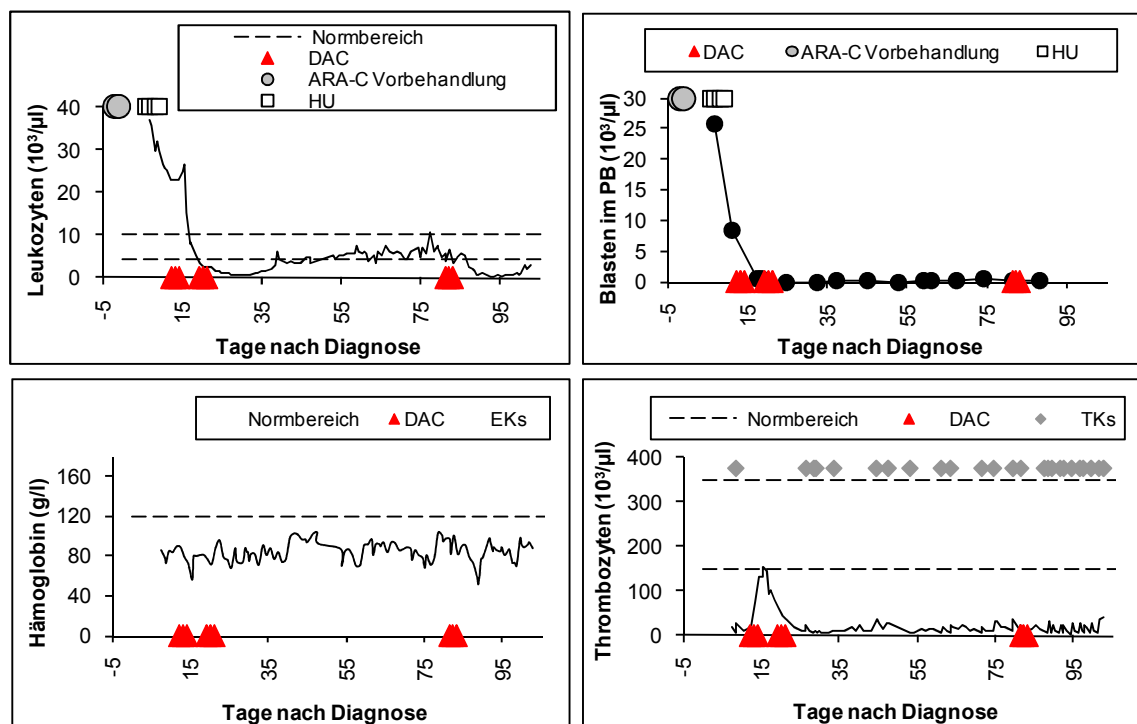 Normbereich
DAC
ARA-C Vorbehandlung
HU
Leukozyten (10³/µl)
40
30
20
10
0
-5 15 35 55 75 95
Tage nach Diagnose
DAC ARA-C Vorbehandlung HU
Blasten im PB (10³/µl)
30
25
20
15
10
5
0
-5 15 35 55 75 95
Tage nach Diagnose
Normbereich DAC EKs
Hämoglobin (g/l)
160
120
80
40
0
-5 15 35 55 75 95
Tage nach Diagnose
Normbereich DAC TKs
Thrombozyten (10³/µl)
400
300
200
100
0
-5 15 35 55 75 95
Tage nach Diagnose